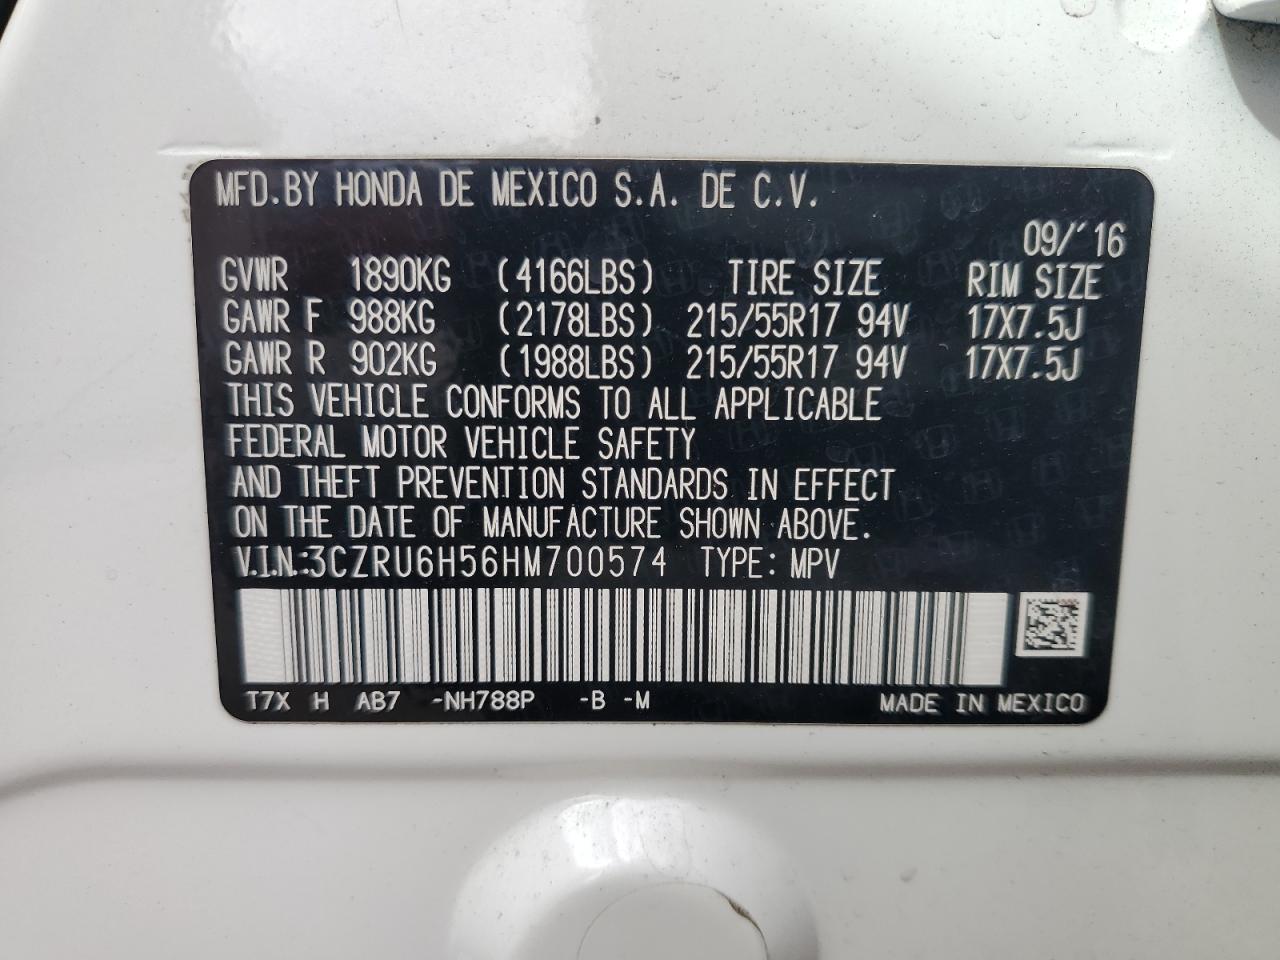 MFD.BY HONDA DE MEXICO S.A. DE C.V.
09/´16
GVWR 1890KG (4166LBS) TIRE SIZE RIM SIZE
GAWR F 988KG (2178LBS) 215/55R17 94V 17X7.5J
GAWR R 902KG (1988LBS) 215/55R17 94V 17X7.5J
THIS VEHICLE CONFORMS TO ALL APPLICABLE
FEDERAL MOTOR VEHICLE SAFETY
AND THEFT PREVENTION STANDARDS IN EFFECT
ON THE DATE OF MANUFACTURE SHOWN ABOVE.
V.I.N.:3CZRU6H56HM700574 TYPE: MPV
T7X H AB7 -NH788P -B -M MADE IN MEXICO